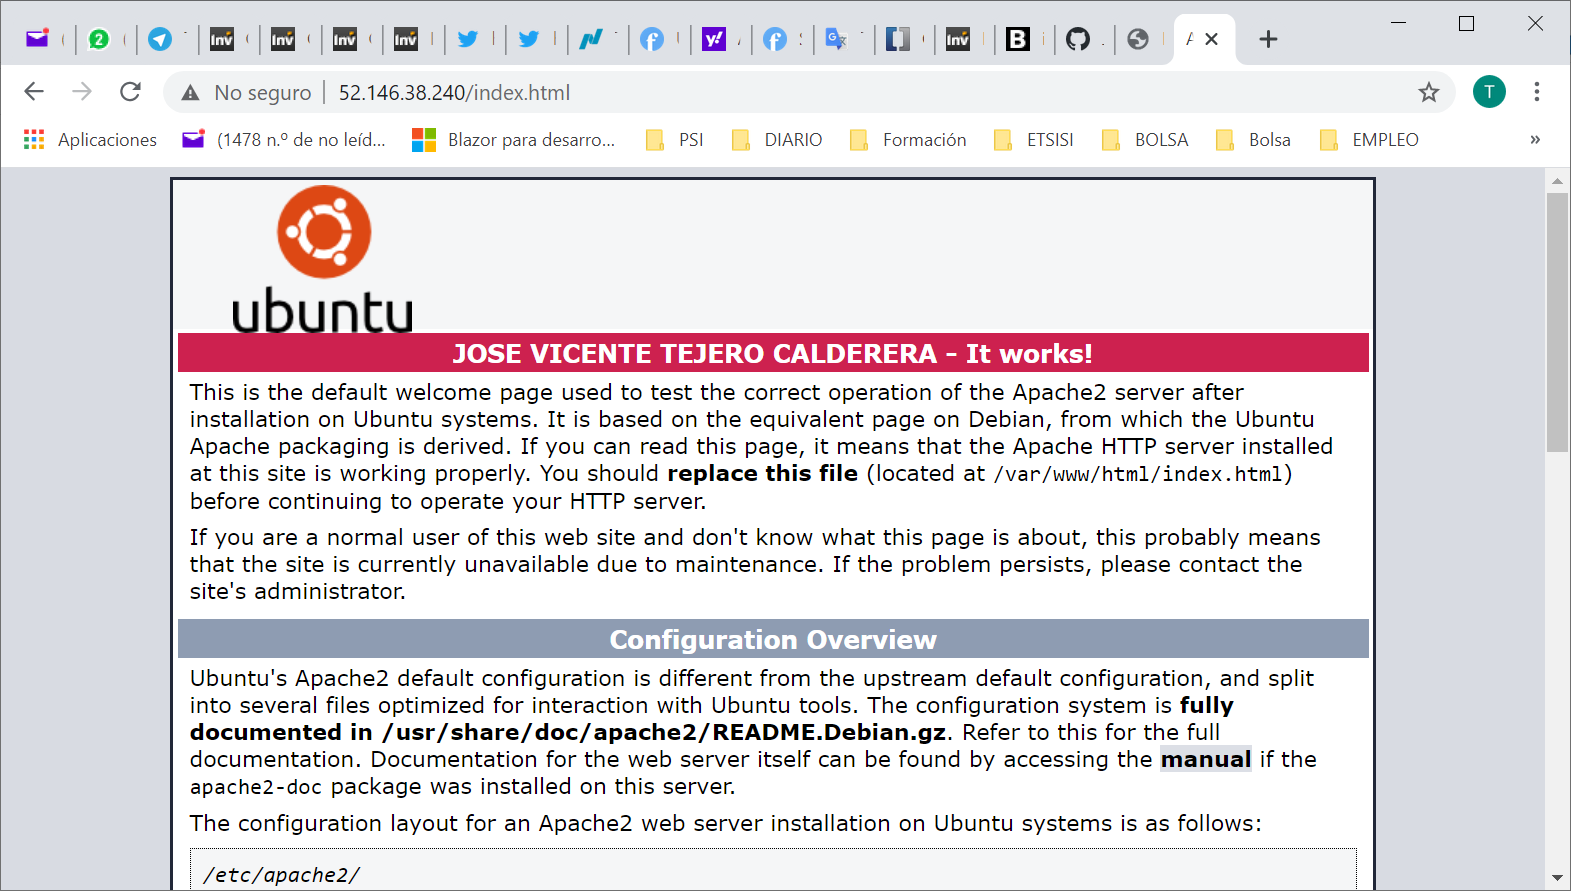 No seguro
52.146.38.240/index.html
T
Aplicaciones
(1478 n.º de no leíd...
Blazor para desarro...
PSI
DIARIO
Formación
ETSISI
BOLSA
Bolsa
EMPLEO
»
ubuntu
JOSE VICENTE TEJERO CALDERERA - It works!
This is the default welcome page used to test the correct operation of the Apache2 server after
installation on Ubuntu systems. It is based on the equivalent page on Debian, from which the Ubuntu
Apache packaging is derived. If you can read this page, it means that the Apache HTTP server installed
at this site is working properly. You should replace this file (located at /var/www/html/index.html)
before continuing to operate your HTTP server.
If you are a normal user of this web site and don't know what this page is about, this probably means
that the site is currently unavailable due to maintenance. If the problem persists, please contact the
site's administrator.
Configuration Overview
Ubuntu's Apache2 default configuration is different from the upstream default configuration, and split
into several files optimized for interaction with Ubuntu tools. The configuration system is fully
documented in /usr/share/doc/apache2/README.Debian.gz. Refer to this for the full
documentation. Documentation for the web server itself can be found by accessing the manual if the
apache2-doc package was installed on this server.
The configuration layout for an Apache2 web server installation on Ubuntu systems is as follows:
/etc/apache2/